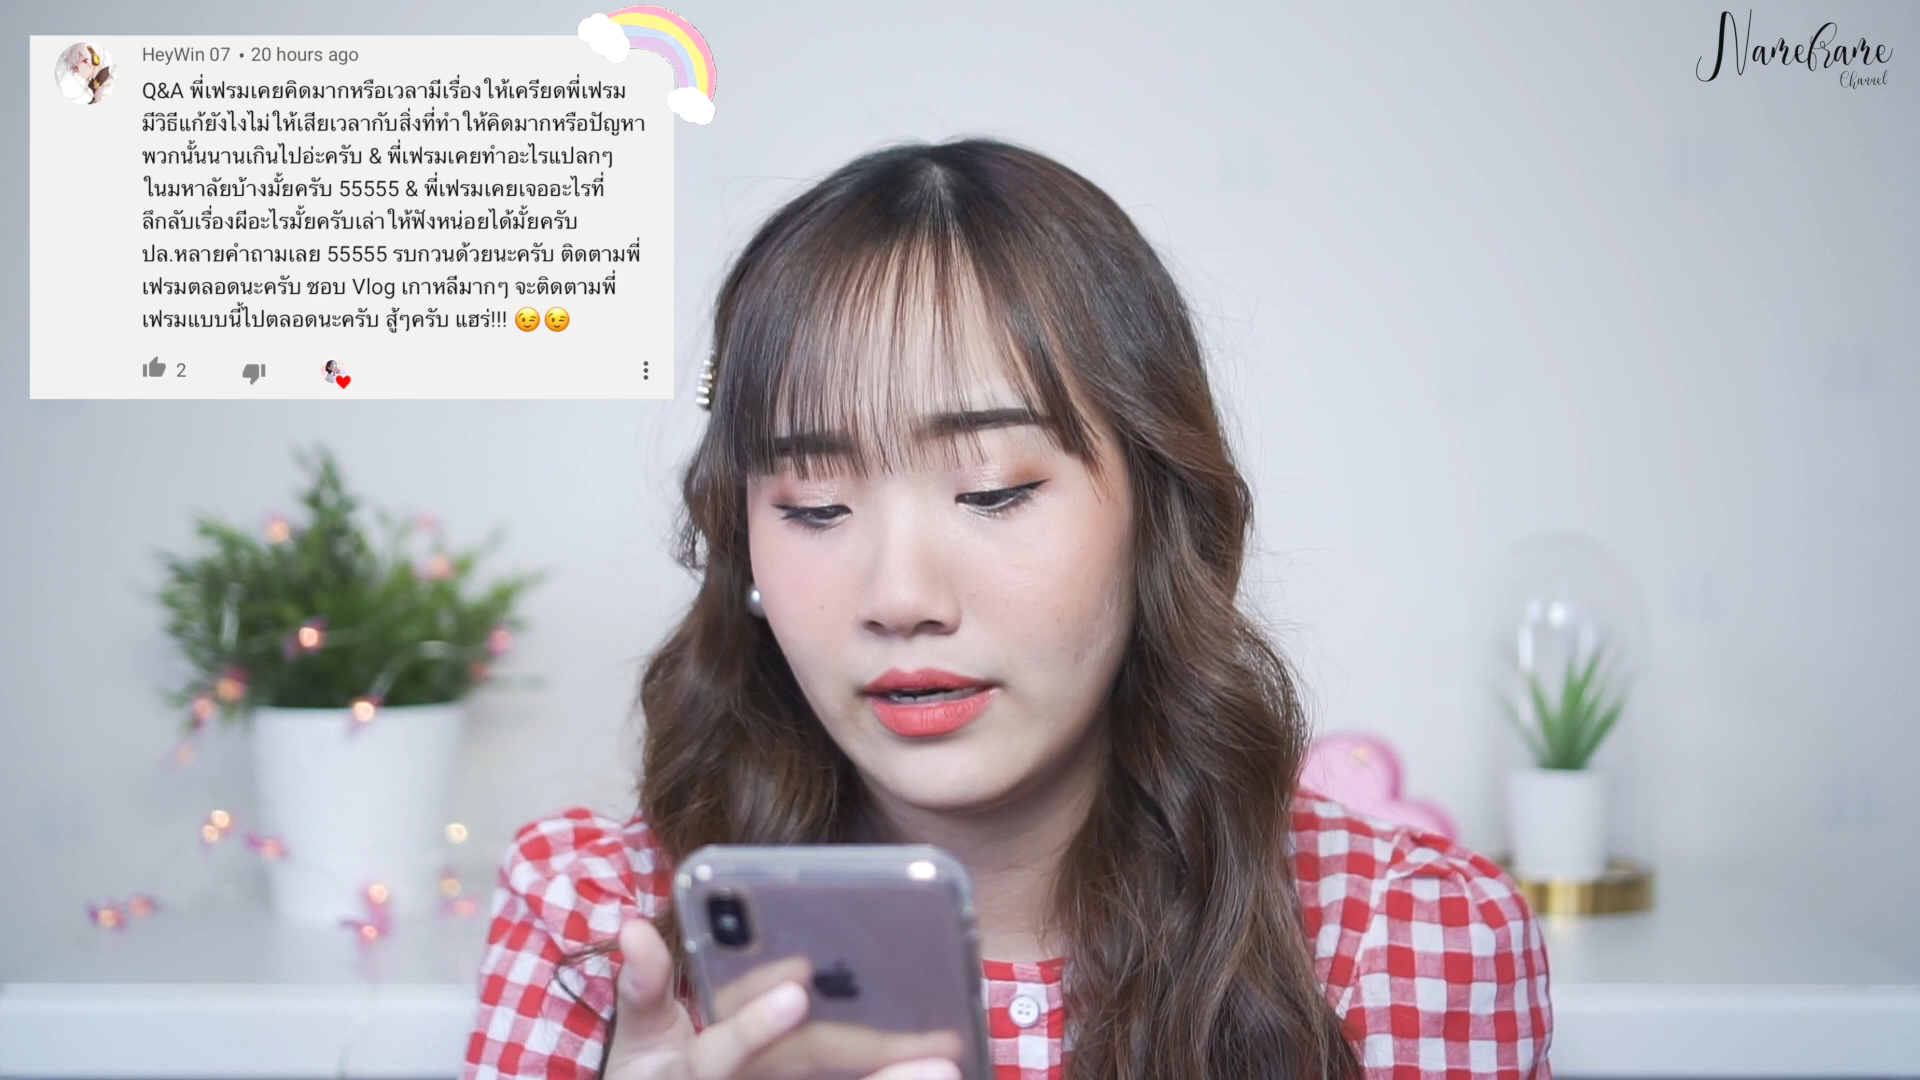 HeyWin 07 • 20 hours ago
Q&A พี่เฟรมเคยคิดมากหรือเวลามีเรื่องให้เครียดพี่เฟรม
มีวิธีแก้ยังไงไม่ให้เสียเวลากับสิ่งที่ทำให้คิดมากหรือปัญหา
พวกนั้นนานเกินไปอ่ะครับ & พี่เฟรมเคยทำอะไรแปลกๆ
ในมหาลัยบ้างมั้ยครับ 55555 & พี่เฟรมเคยเจออะไรที่
ลึกลับเรื่องผีอะไรมั้ยครับเล่าให้ฟังหน่อยได้มั้ยครับ
ปล.หลายคำถามเลย 55555 รบกวนด้วยนะครับ ติดตามพี่
เฟรมตลอดนะครับ ชอบ Vlog เกาหลีมากๆ จะติดตามพี่
เฟรมแบบนี้ไปตลอดนะครับ สู้ๆครับ แฮร่!!! 😉😉
2
Nameframe
Channel